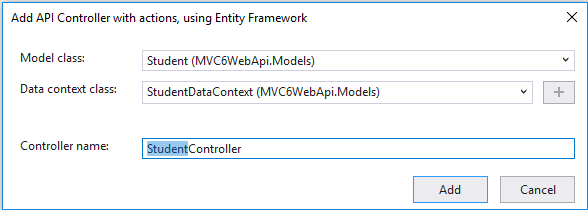 Add API Controller with actions, using Entity Framework
Model class:
Student (MVC6WebApi.Models)
Data context class:
StudentDataContext (MVC6WebApi.Models)
Controller name:
StudentController
Add
Cancel